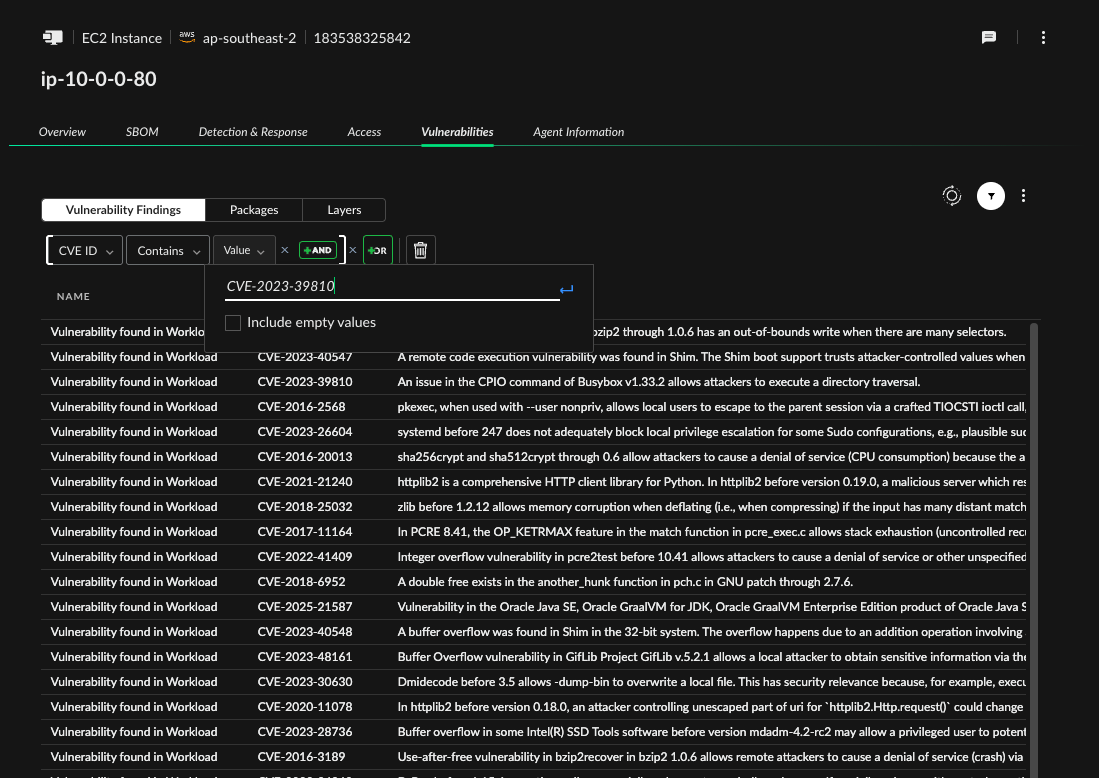 EC2 Instance aws ap-southeast-2 183538325842
ip-10-0-0-80
Overview SBOM Detection & Response Access Vulnerabilities Agent Information
Vulnerability Findings Packages Layers
CVE ID Contains Value × +AND × +OR
CVE-2023-39810
NAME
Include empty values
Vulnerability found in Worklo bzip2 through 1.0.6 has an out-of-bounds write when there are many selectors.
Vulnerability found in Workload CVE-2023-40547 A remote code execution vulnerability was found in Shim. The Shim boot support trusts attacker-controlled values when
Vulnerability found in Workload CVE-2023-39810 An issue in the CPIO command of Busybox v1.33.2 allows attackers to execute a directory traversal.
Vulnerability found in Workload CVE-2016-2568 pkexec, when used with --user nonpriv, allows local users to escape to the parent session via a crafted TIOCSTI ioctl call,
Vulnerability found in Workload CVE-2023-26604 systemd before 247 does not adequately block local privilege escalation for some Sudo configurations, e.g., plausible sud
Vulnerability found in Workload CVE-2016-20013 sha256crypt and sha512crypt through 0.6 allow attackers to cause a denial of service (CPU consumption) because the a
Vulnerability found in Workload CVE-2021-21240 httplib2 is a comprehensive HTTP client library for Python. In httplib2 before version 0.19.0, a malicious server which res
Vulnerability found in Workload CVE-2018-25032 zlib before 1.2.12 allows memory corruption when deflating (i.e., when compressing) if the input has many distant match
Vulnerability found in Workload CVE-2017-11164 In PCRE 8.41, the OP_KETRMAX feature in the match function in pcre_exec.c allows stack exhaustion (uncontrolled recu
Vulnerability found in Workload CVE-2022-41409 Integer overflow vulnerability in pcre2test before 10.41 allows attackers to cause a denial of service or other unspecified
Vulnerability found in Workload CVE-2018-6952 A double free exists in the another_hunk function in pch.c in GNU patch through 2.7.6.
Vulnerability found in Workload CVE-2025-21587 Vulnerability in the Oracle Java SE, Oracle GraalVM for JDK, Oracle GraalVM Enterprise Edition product of Oracle Java S
Vulnerability found in Workload CVE-2023-40548 A buffer overflow was found in Shim in the 32-bit system. The overflow happens due to an addition operation involving
Vulnerability found in Workload CVE-2023-48161 Buffer Overflow vulnerability in GifLib Project GifLib v.5.2.1 allows a local attacker to obtain sensitive information via the
Vulnerability found in Workload CVE-2023-30630 Dmidecode before 3.5 allows -dump-bin to overwrite a local file. This has security relevance because, for example, execu
Vulnerability found in Workload CVE-2020-11078 In httplib2 before version 0.18.0, an attacker controlling unescaped part of uri for `httplib2.Http.request()` could change
Vulnerability found in Workload CVE-2023-28736 Buffer overflow in some Intel(R) SSD Tools software before version mdadm-4.2-rc2 may allow a privileged user to potent
Vulnerability found in Workload CVE-2016-3189 Use-after-free vulnerability in bzip2recover in bzip2 1.0.6 allows remote attackers to cause a denial of service (crash) via